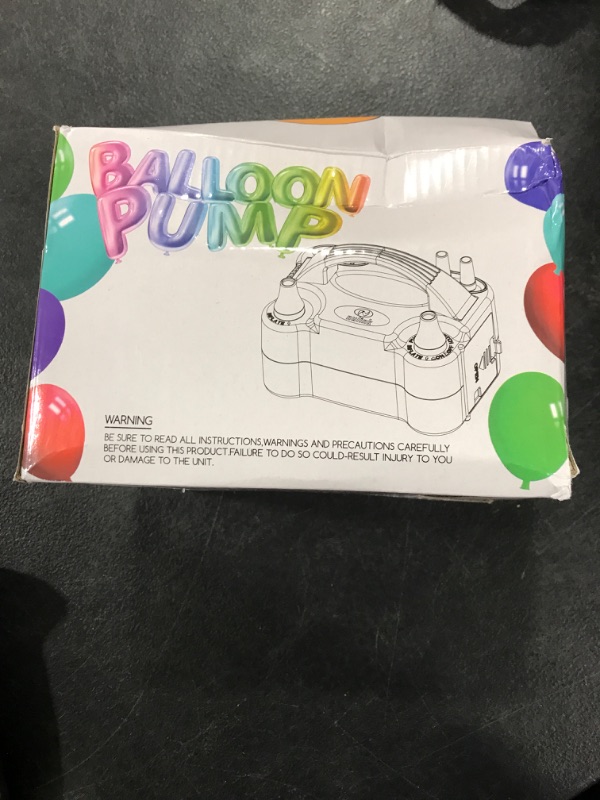 BALLOON
PUMP
WARNING
BE SURE TO READ ALL INSTRUCTIONS,WARNINGS AND PRECAUTIONS CAREFULLY
BEFORE USING THIS PRODUCT.FAILURE TO DO SO COULD-RESULT INJURY TO YOU
OR DAMAGE TO THE UNIT.